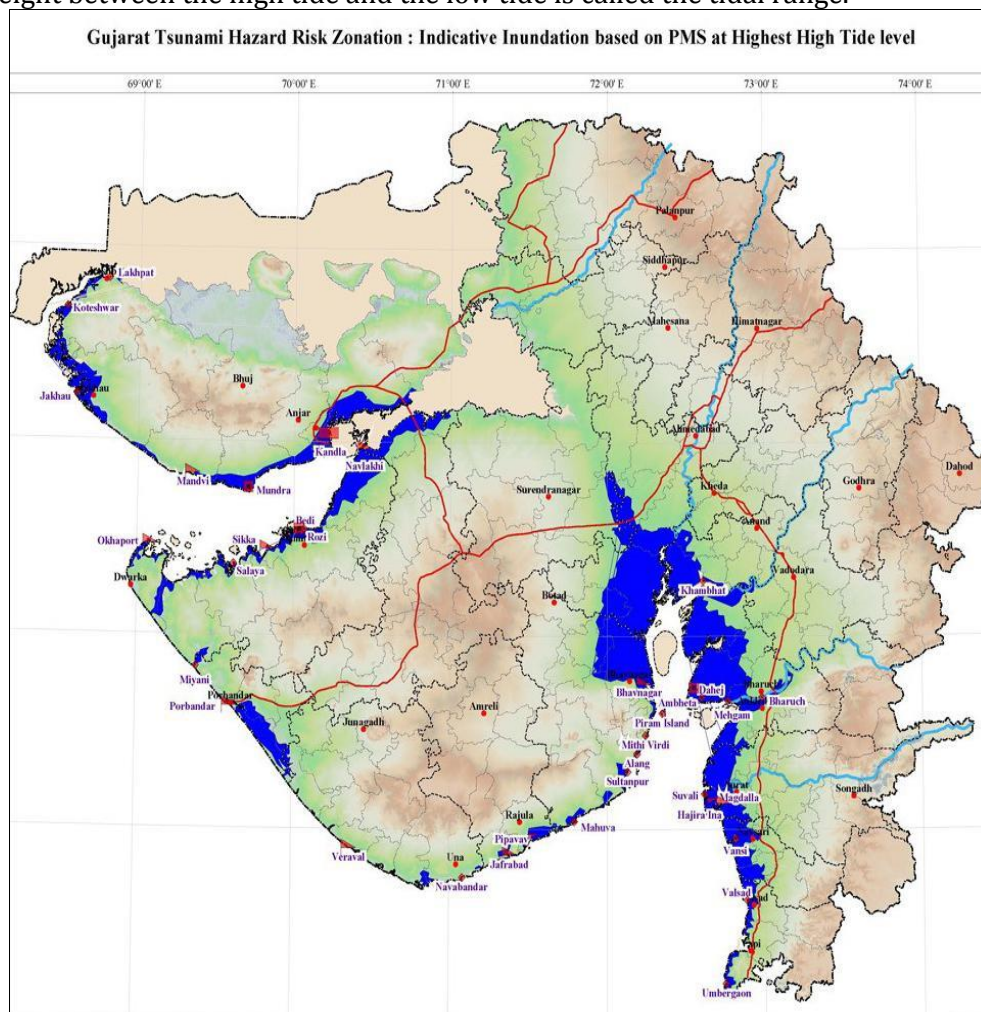 eight between the high tide and the low tide is called the tidal range.
Gujarat Tsunami Hazard Risk Zonation : Indicative Inundation based on PMS at Highest High Tide level
69°00' E
70°00' E
71°00' E
72°00' E
73°00' E
74°00' E
Palanpur
Siddhapur
Lakhpat
Koteshwar
Mahesana
Himatnagar
Bhuj
Jakhau
Anjar
Ahmedabad
Kandla
Navlakhi
Dahod
Mandvi
Mundra
Surendranagar
Kheda
Godhra
Bedi
Anand
Okhaport
Sikka
Rozi
Salaya
Dwarka
Vadodara
Khambhat
Botad
Miyani
Bhavnagar
Dahej
Bharuch
Porbandar
Porbandar
Ambheta
Mehgam
Bharuch
Junagadh
Amreli
Piram Island
Mithi Virdi
Alang
Sultanpur
Suvali
Magdalla
Songadh
Hajira Ina
Rajula
Mahuva
Pipavav
Vansi
Veraval
Jafrabad
Una
Navabandar
Valsad
Umbergaon